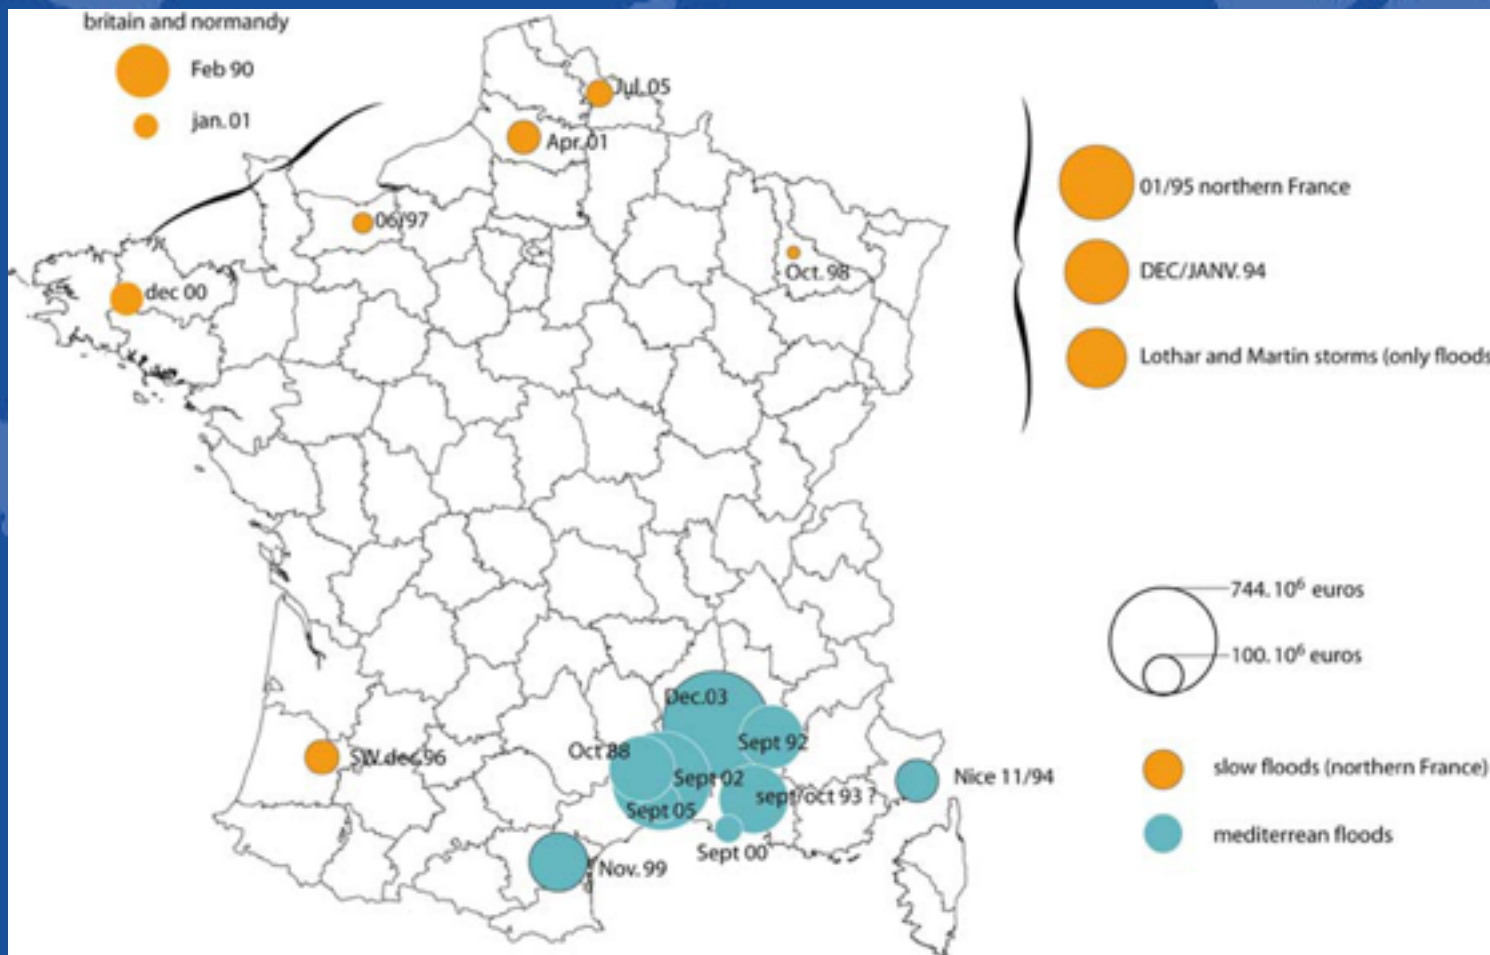 britain and normandy
Feb 90
jan. 01
Jul.05
Apr.01
06/97
dec 00
Oct. 98
01/95 northern France
DEC/JANV. 94
Lothar and Martin storms (only floods
744.10⁶ euros
100.10⁶ euros
Dec.03
Sept 92
Oct 88
Sept 02
SW.dec.96
Nice 11/94
sept/oct 93 ?
Sept 05
Sept 00
Nov. 99
slow floods (northern France)
mediterrean floods